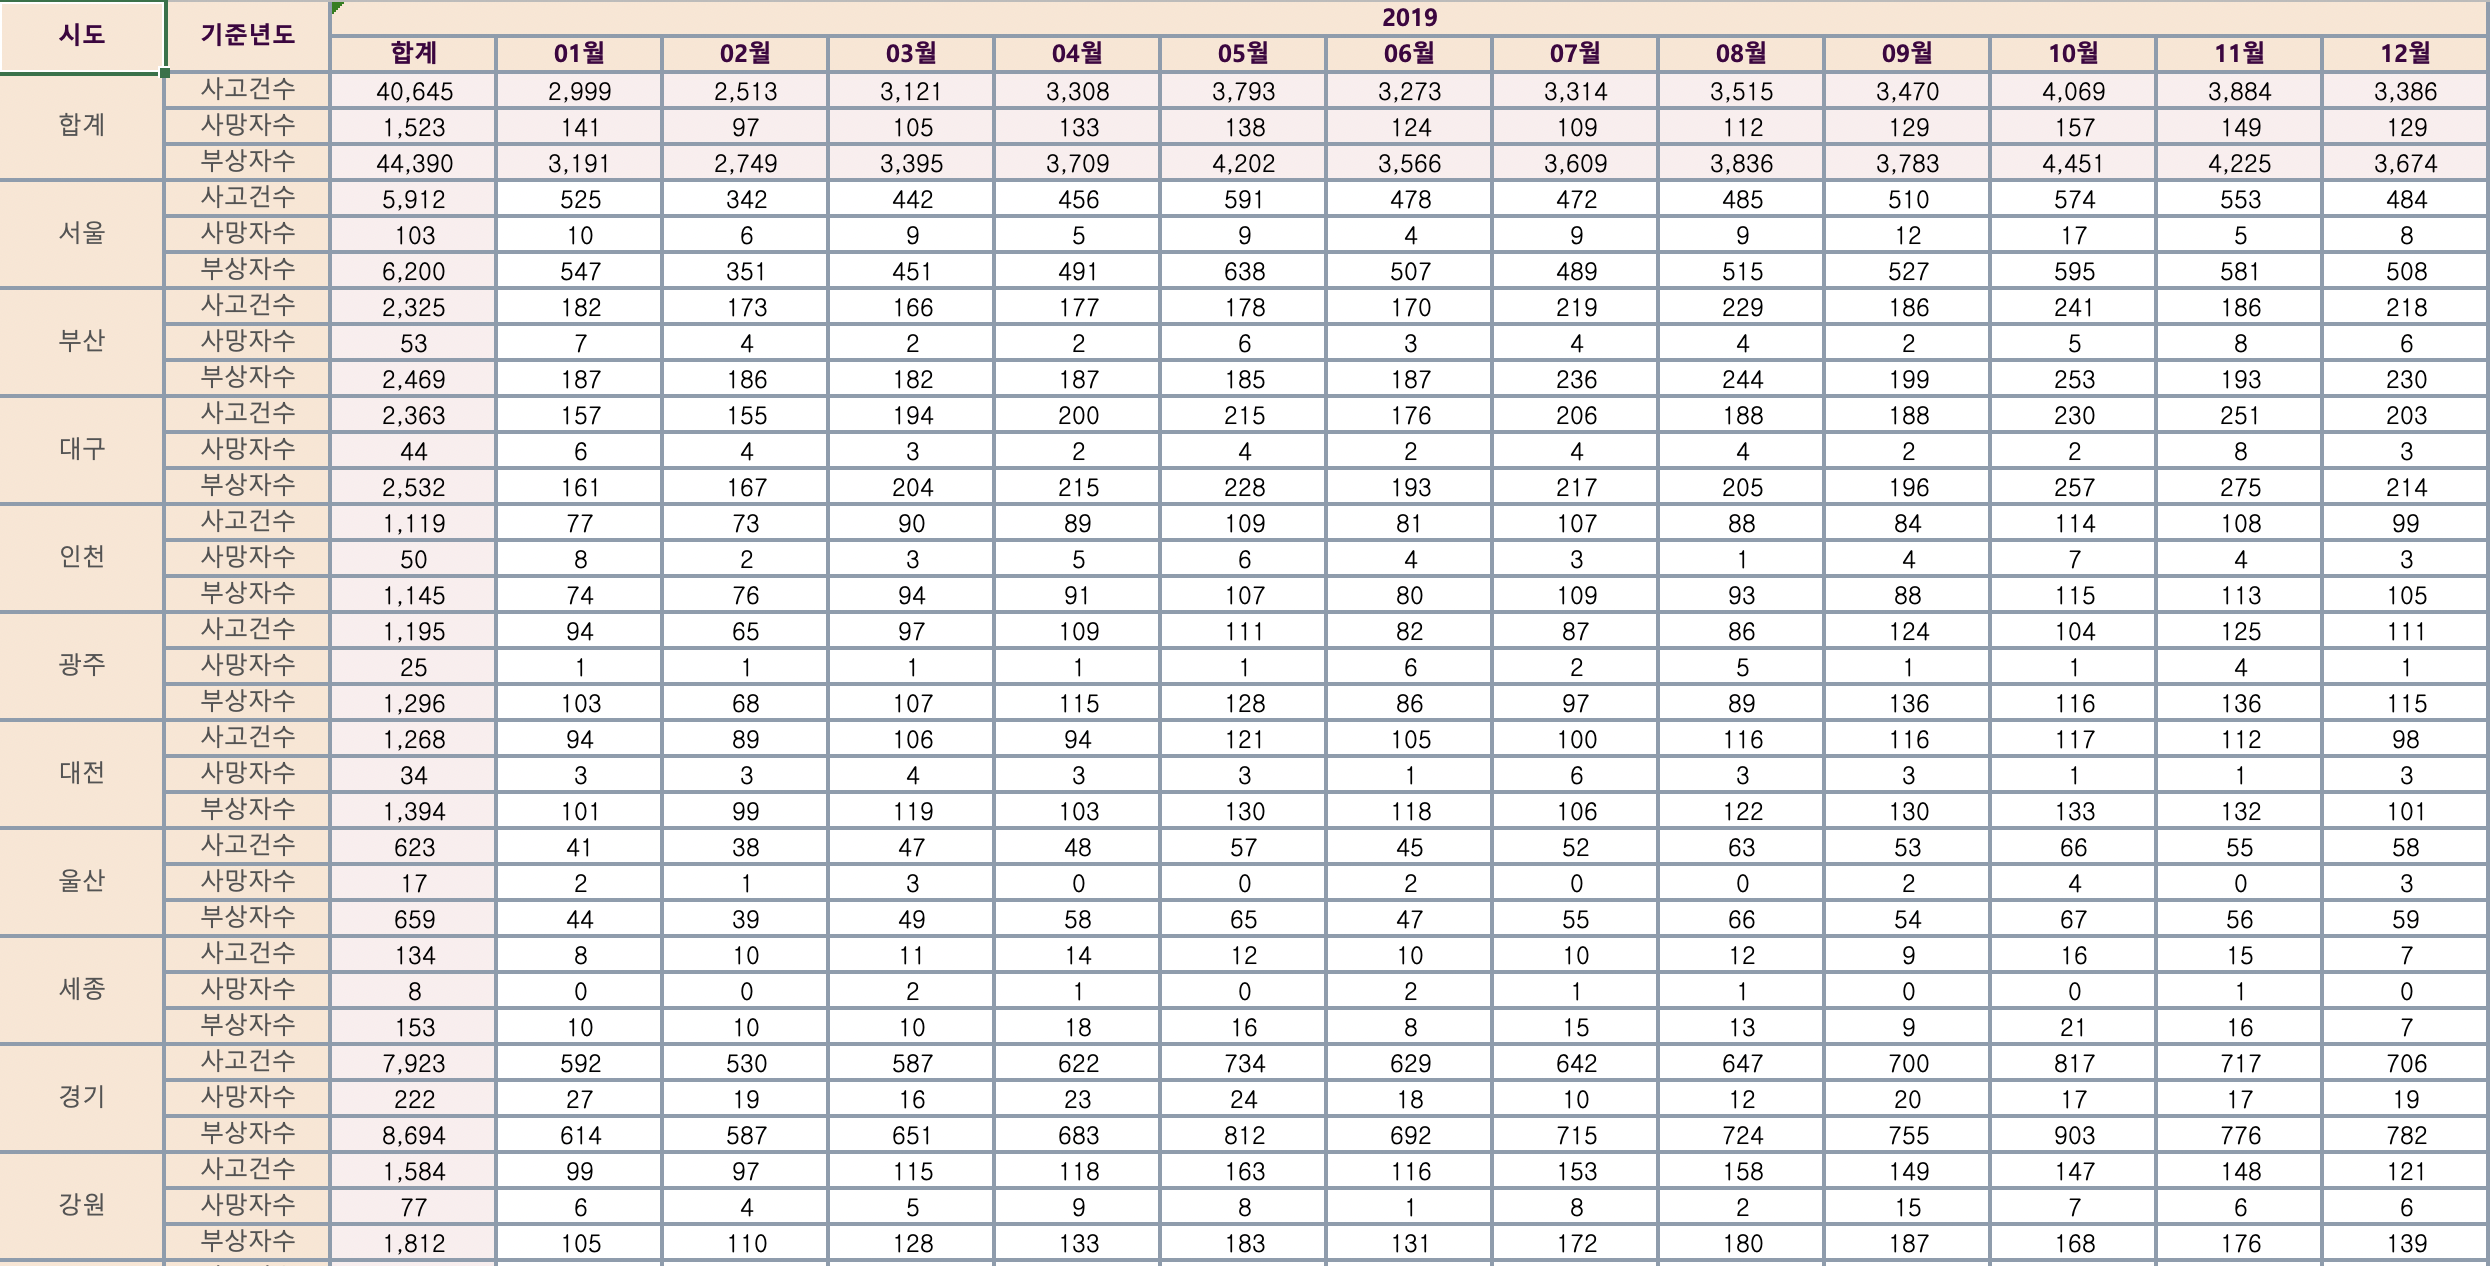 시도 기준년도 2019
합계 01월 02월 03월 04월 05월 06월 07월 08월 09월 10월 11월 12월
합계 사고건수 40,645 2,999 2,513 3,121 3,308 3,793 3,273 3,314 3,515 3,470 4,069 3,884 3,386
사망자수 1,523 141 97 105 133 138 124 109 112 129 157 149 129
부상자수 44,390 3,191 2,749 3,395 3,709 4,202 3,566 3,609 3,836 3,783 4,451 4,225 3,674
서울 사고건수 5,912 525 342 442 456 591 478 472 485 510 574 553 484
사망자수 103 10 6 9 5 9 4 9 9 12 17 5 8
부상자수 6,200 547 351 451 491 638 507 489 515 527 595 581 508
부산 사고건수 2,325 182 173 166 177 178 170 219 229 186 241 186 218
사망자수 53 7 4 2 2 6 3 4 4 2 5 8 6
부상자수 2,469 187 186 182 187 185 187 236 244 199 253 193 230
대구 사고건수 2,363 157 155 194 200 215 176 206 188 188 230 251 203
사망자수 44 6 4 3 2 4 2 4 4 2 2 8 3
부상자수 2,532 161 167 204 215 228 193 217 205 196 257 275 214
인천 사고건수 1,119 77 73 90 89 109 81 107 88 84 114 108 99
사망자수 50 8 2 3 5 6 4 3 1 4 7 4 3
부상자수 1,145 74 76 94 91 107 80 109 93 88 115 113 105
광주 사고건수 1,195 94 65 97 109 111 82 87 86 124 104 125 111
사망자수 25 1 1 1 1 1 6 2 5 1 1 4 1
부상자수 1,296 103 68 107 115 128 86 97 89 136 116 136 115
대전 사고건수 1,268 94 89 106 94 121 105 100 116 116 117 112 98
사망자수 34 3 3 4 3 3 1 6 3 3 1 1 3
부상자수 1,394 101 99 119 103 130 118 106 122 130 133 132 101
울산 사고건수 623 41 38 47 48 57 45 52 63 53 66 55 58
사망자수 17 2 1 3 0 0 2 0 0 2 4 0 3
부상자수 659 44 39 49 58 65 47 55 66 54 67 56 59
세종 사고건수 134 8 10 11 14 12 10 10 12 9 16 15 7
사망자수 8 0 0 2 1 0 2 1 1 0 0 1 0
부상자수 153 10 10 10 18 16 8 15 13 9 21 16 7
경기 사고건수 7,923 592 530 587 622 734 629 642 647 700 817 717 706
사망자수 222 27 19 16 23 24 18 10 12 20 17 17 19
부상자수 8,694 614 587 651 683 812 692 715 724 755 903 776 782
강원 사고건수 1,584 99 97 115 118 163 116 153 158 149 147 148 121
사망자수 77 6 4 5 9 8 1 8 2 15 7 6 6
부상자수 1,812 105 110 128 133 183 131 172 180 187 168 176 139